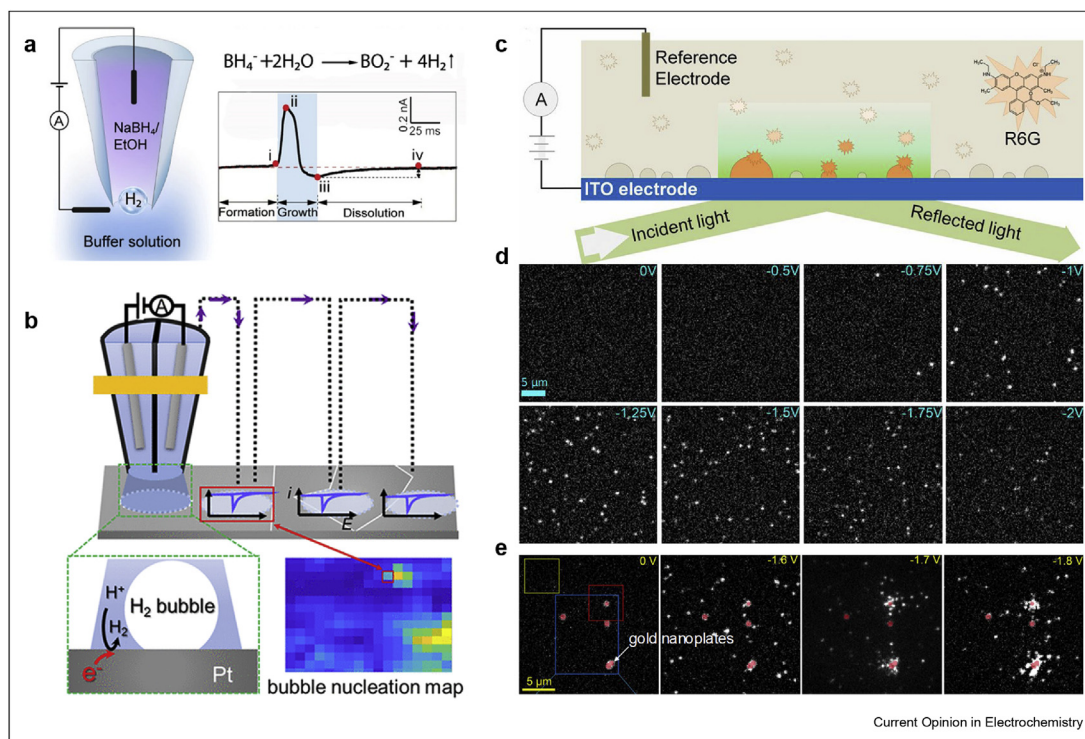 a
BH₄⁻+2H₂O ⟶ BO₂⁻ + 4H₂↑
A
NaBH₄/
EtOH
H₂
Buffer solution
0.2 nA
25 ms
i
ii
iii
iv
Formation
Growth
Dissolution
b
A
i
E
H⁺
H₂
e⁻
H₂ bubble
Pt
bubble nucleation map
c
A
Reference
Electrode
R6G
ITO electrode
Incident light
Reflected light
d
0V
-0.5V
-0.75V
-1V
5 µm
-1.25V
-1.5V
-1.75V
-2V
e
0 V
-1.6 V
-1.7 V
-1.8 V
gold nanoplates
5 µm
Current Opinion in Electrochemistry